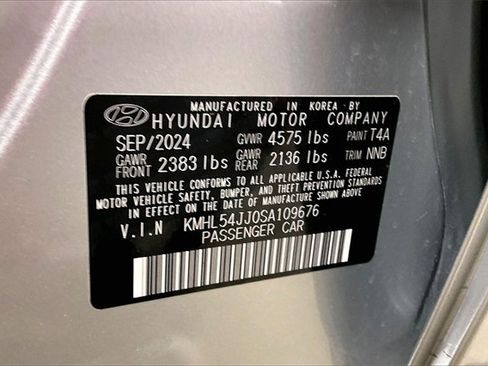 MANUFACTURED IN KOREA BY
HYUNDAI MOTOR COMPANY
SEP/2024 GVWR 4575 lbs PAINT T4A
GAWR FRONT 2383 lbs GAWR REAR 2136 lbs TRIM NNB
THIS VEHICLE CONFORMS TO ALL APPLICABLE U.S.A. FEDERAL
MOTOR VEHICLE SAFETY, BUMPER, AND THEFT PREVENTION STANDARDS
IN EFFECT ON THE DATE OF MANUFACTURE SHOWN ABOVE.
V.I.N KMHL54JJ0SA109676
PASSENGER CAR